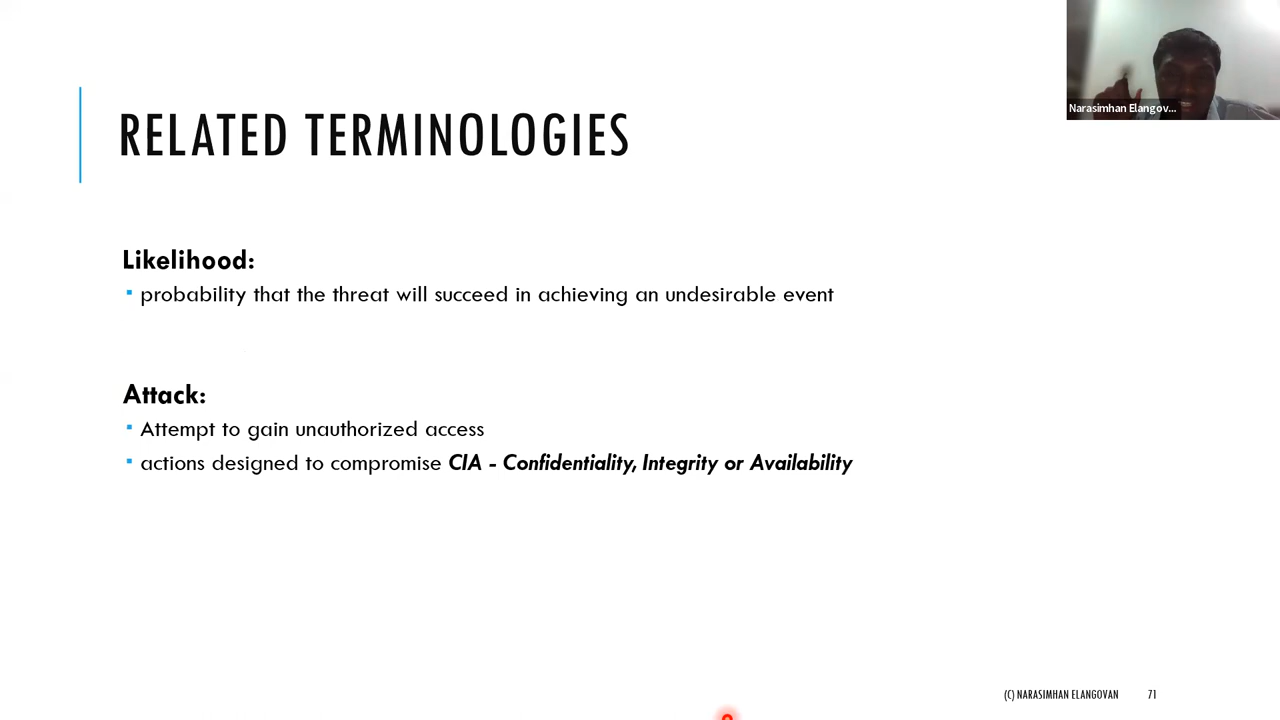 Narasimhan Elangov...
RELATED TERMINOLOGIES
Likelihood:
probability that the threat will succeed in achieving an undesirable event
Attack:
Attempt to gain unauthorized access
actions designed to compromise CIA - Confidentiality, Integrity or Availability
(C) NARASIMHAN ELANGOVAN 71